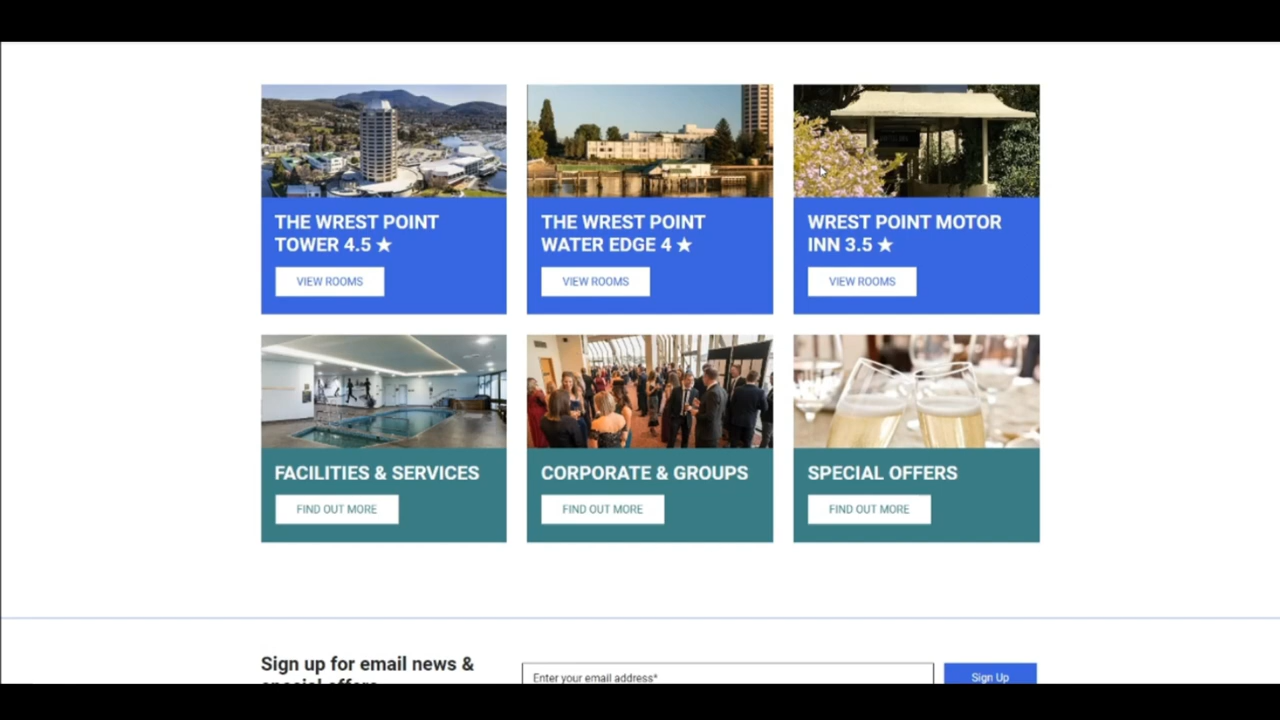 THE WREST POINT
TOWER 4.5 ★
VIEW ROOMS
THE WREST POINT
WATER EDGE 4 ★
VIEW ROOMS
WREST POINT MOTOR
INN 3.5 ★
VIEW ROOMS
FACILITIES & SERVICES
FIND OUT MORE
CORPORATE & GROUPS
FIND OUT MORE
SPECIAL OFFERS
FIND OUT MORE
Sign up for email news &
special offers
Enter your email address*
Sign Up